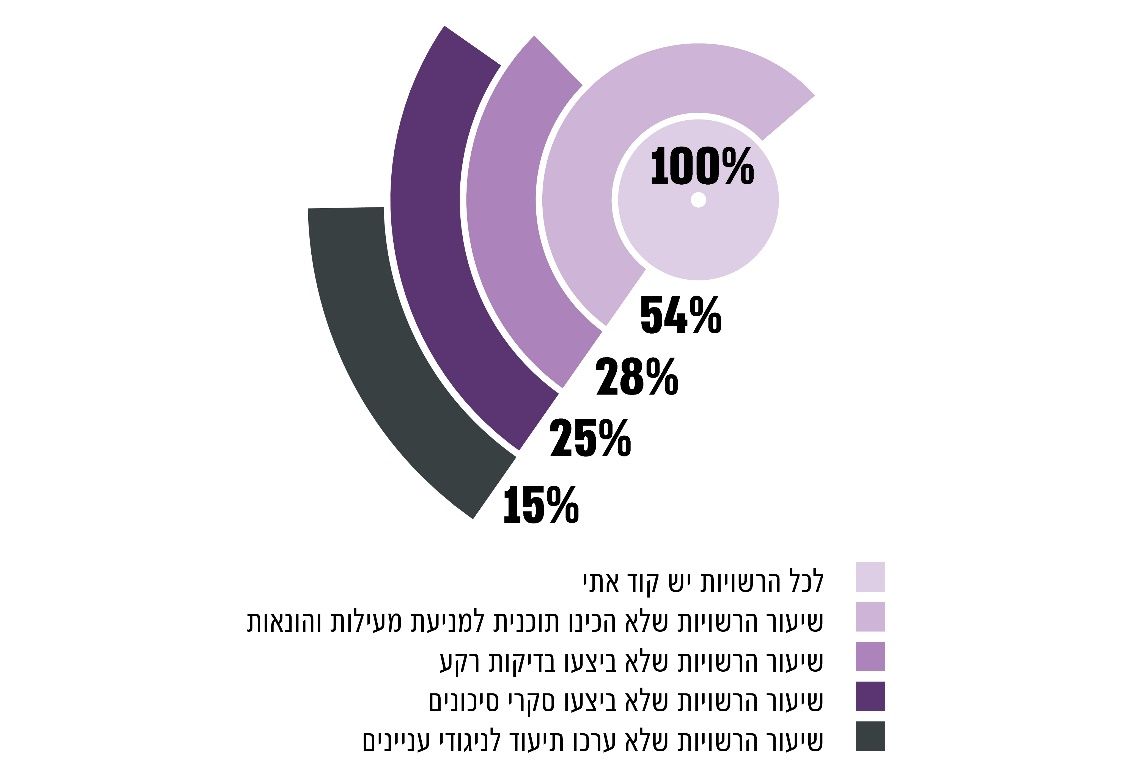 100%
54%
28%
25%
15%
לכל הרשויות יש קוד אתי
שיעור הרשויות שלא הכינו תוכנית למניעת מעילות והונאות
שיעור הרשויות שלא ביצעו בדיקות רקע
שיעור הרשויות שלא ביצעו סקרי סיכונים
שיעור הרשויות שלא ערכו תיעוד לניגודי עניינים